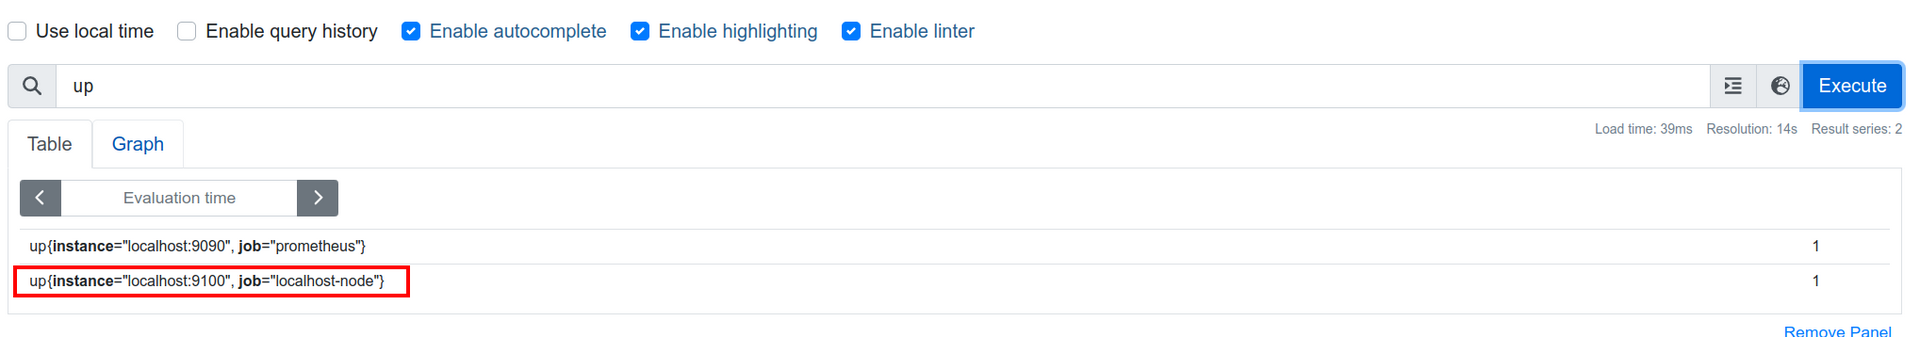 Use local time Enable query history Enable autocomplete Enable highlighting Enable linter
up Execute
Load time: 39ms Resolution: 14s Result series: 2
Table Graph
Evaluation time
up{instance="localhost:9090", job="prometheus"} 1
up{instance="localhost:9100", job="localhost-node"} 1
Remove Panel